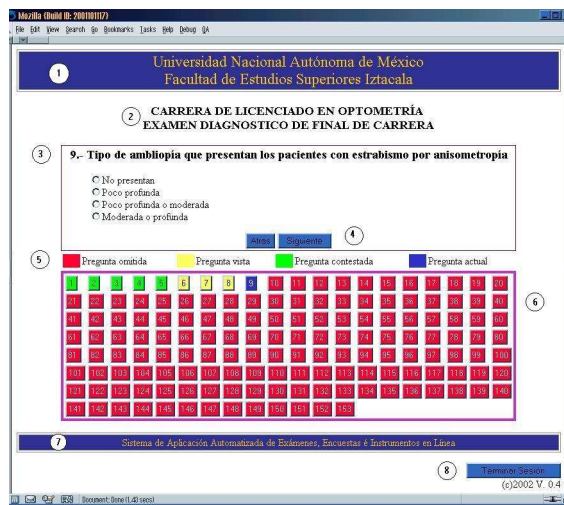 Mozilla {Build ID: 2001101117}
File Edit View Search Go Bookmarks Tasks Help Debug QA
1
Universidad Nacional Autónoma de México
Facultad de Estudios Superiores Iztacala
2
CARRERA DE LICENCIADO EN OPTOMETRÍA
EXAMEN DIAGNOSTICO DE FINAL DE CARRERA
3
9.- Tipo de ambliopía que presentan los pacientes con estrabismo por anisometropía
No presentan
Poco profunda
Poco profunda o moderada
Moderada o profunda
Atras Siguiente 4
5 Pregunta omitida Pregunta vista Pregunta contestada Pregunta actual
1 2 3 4 5 6 7 8 9 10 11 12 13 14 15 16 17 18 19 20
21 22 23 24 25 26 27 28 29 30 31 32 33 34 35 36 37 38 39 40
6
41 42 43 44 45 46 47 48 49 50 51 52 53 54 55 56 57 58 59 60
61 62 63 64 65 66 67 68 69 70 71 72 73 74 75 76 77 78 79 80
81 82 83 84 85 86 87 88 89 90 91 92 93 94 95 96 97 98 99 100
101 102 103 104 105 106 107 108 109 110 111 112 113 114 115 116 117 118 119 120
121 122 123 124 125 126 127 128 129 130 131 132 133 134 135 136 137 138 139 140
141 142 143 144 145 146 147 148 149 150 151 152 153
7 Sistema de Aplicación Automatizada de Exámenes, Encuestas é Instrumentos en Línea
8 Terminar Sesión
(c)2002 V. 0.4
Document: Done (1.40 secs)